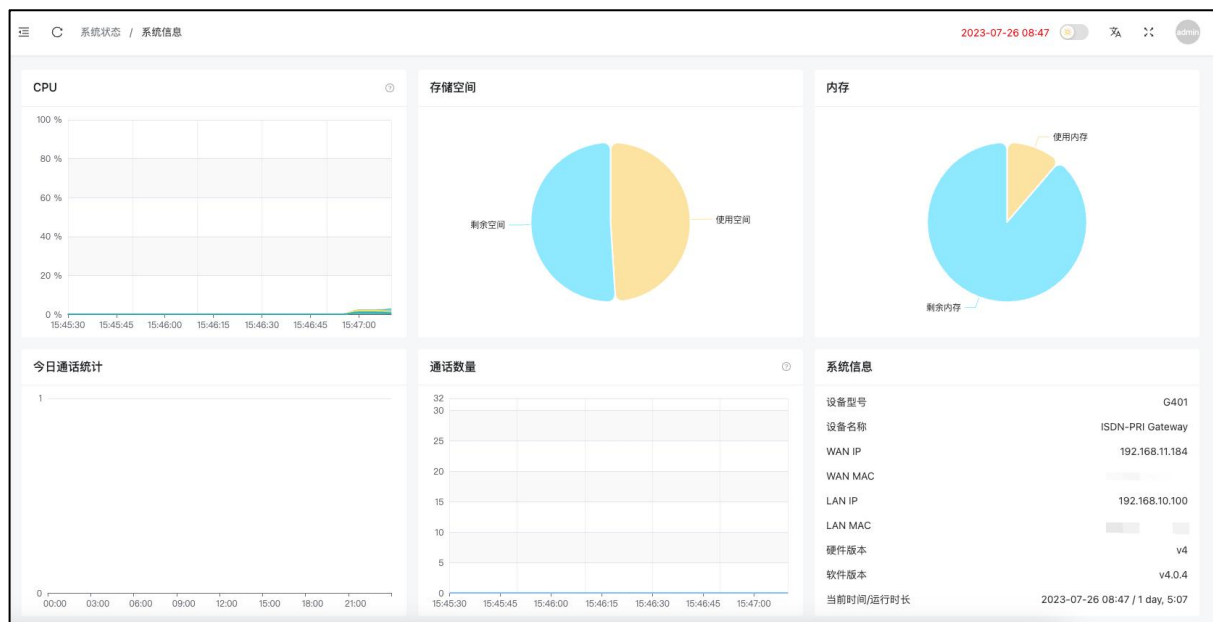 系统状态 / 系统信息
2023-07-26 08:47
文A
admin
CPU
100 %
80 %
60 %
40 %
20 %
0 %
15:45:30 15:45:45 15:46:00 15:46:15 15:46:30 15:46:45 15:47:00
存储空间
剩余空间
使用空间
内存
使用内存
剩余内存
今日通话统计
1
0
00:00 03:00 06:00 09:00 12:00 15:00 18:00 21:00
通话数量
32
30
25
20
15
10
5
0
15:45:30 15:45:45 15:46:00 15:46:15 15:46:30 15:46:45 15:47:00
系统信息
设备型号 G401
设备名称 ISDN-PRI Gateway
WAN IP 192.168.11.184
WAN MAC
LAN IP 192.168.10.100
LAN MAC
硬件版本 v4
软件版本 v4.0.4
当前时间/运行时长 2023-07-26 08:47 / 1 day, 5:07